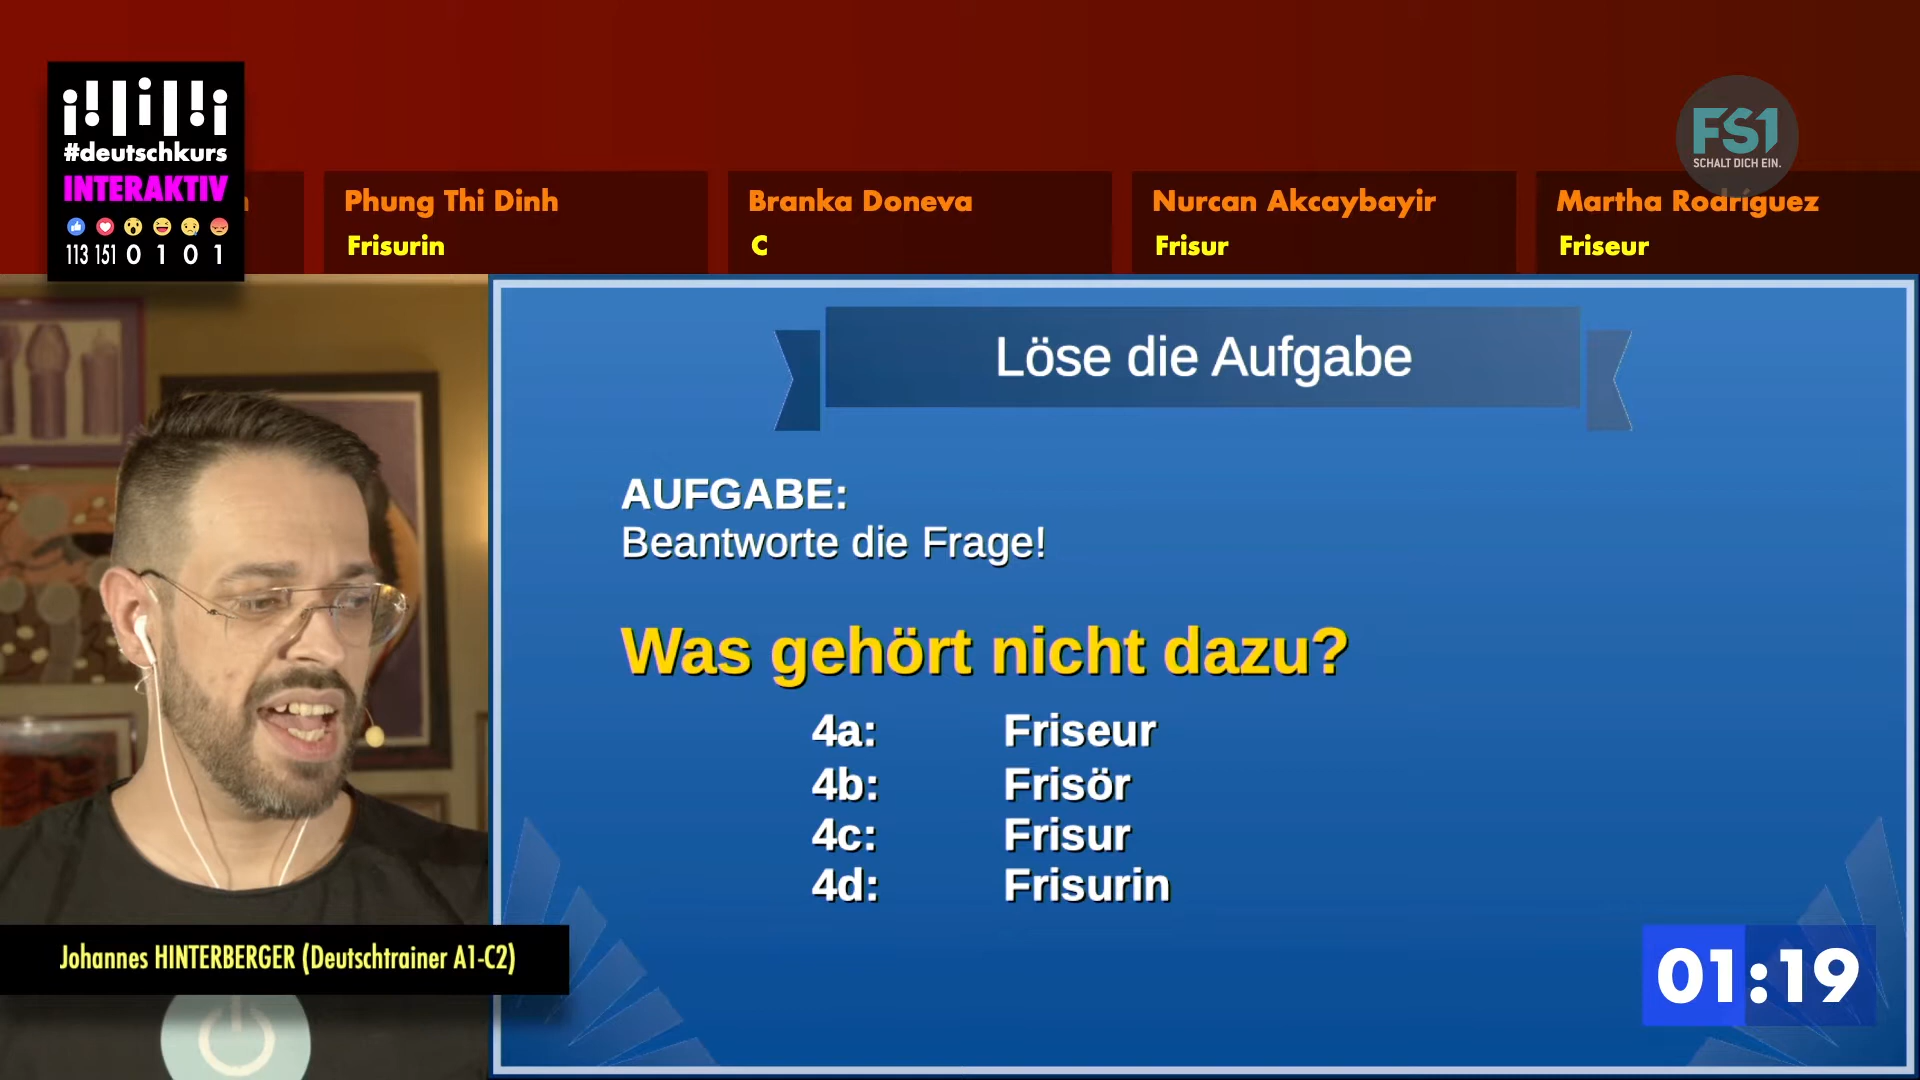 #deutschkurs
INTERAKTIV
113 151 0 1 0 1
Phung Thi Dinh
Frisurin
Branka Doneva
C
Nurcan Akcaybayir
Frisur
Martha Rodríguez
Friseur
FS1
SCHALT DICH EIN.
Löse die Aufgabe
AUFGABE:
Beantworte die Frage!
Was gehört nicht dazu?
4a: Friseur
4b: Frisör
4c: Frisur
4d: Frisurin
Johannes HINTERBERGER (Deutschtrainer A1-C2)
01:19